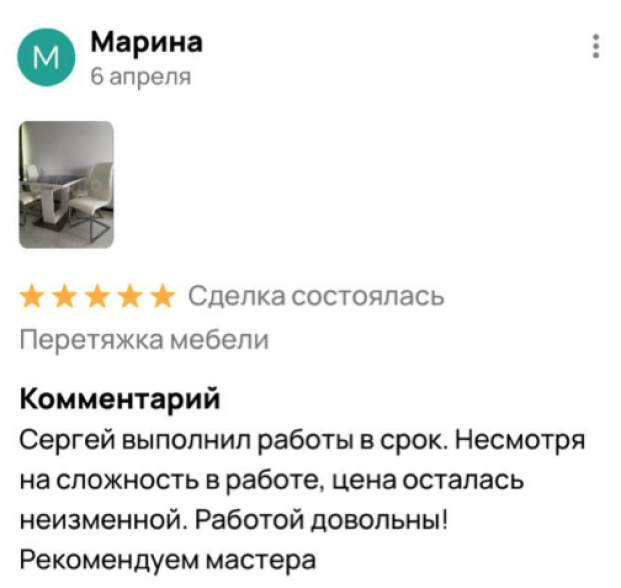 М
Марина
6 апреля
Сделка состоялась
Перетяжка мебели
Комментарий
Сергей выполнил работы в срок. Несмотря
на сложность в работе, цена осталась
неизменной. Работой довольны!
Рекомендуем мастера